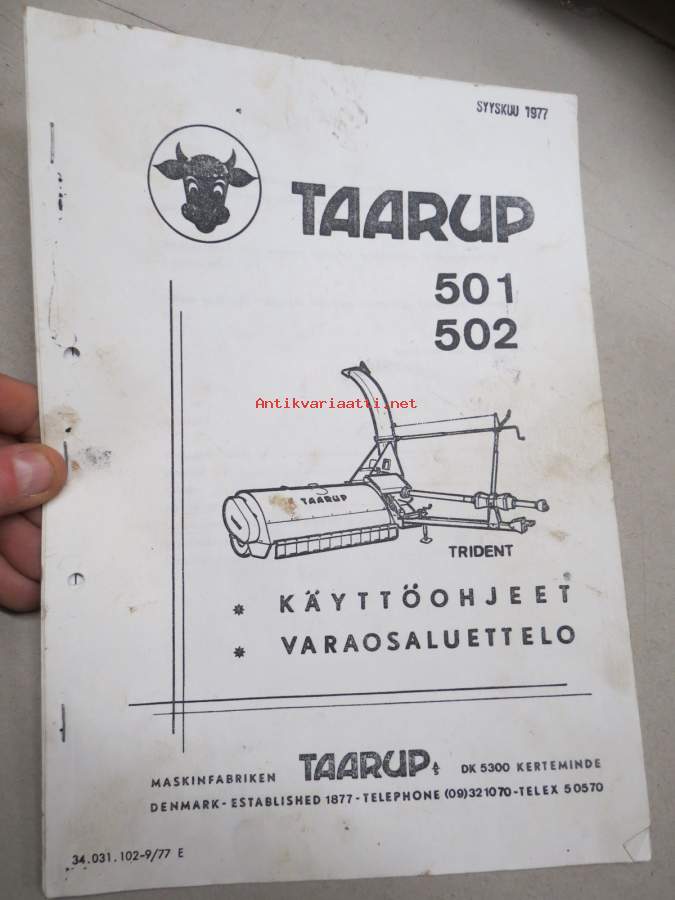 SYYSKUU 1977
TAARUP
501
502
Antikvariaatti.net
TAARUP
TRIDENT
* KÄYTTÖOHJEET
* VARAOSALUETTELO
MASKINFABRIKEN TAARUP A/S DK 5300 KERTEMINDE
DENMARK - ESTABLISHED 1877 - TELEPHONE (09) 321070 - TELEX 50570
34.031.102-9/77 E